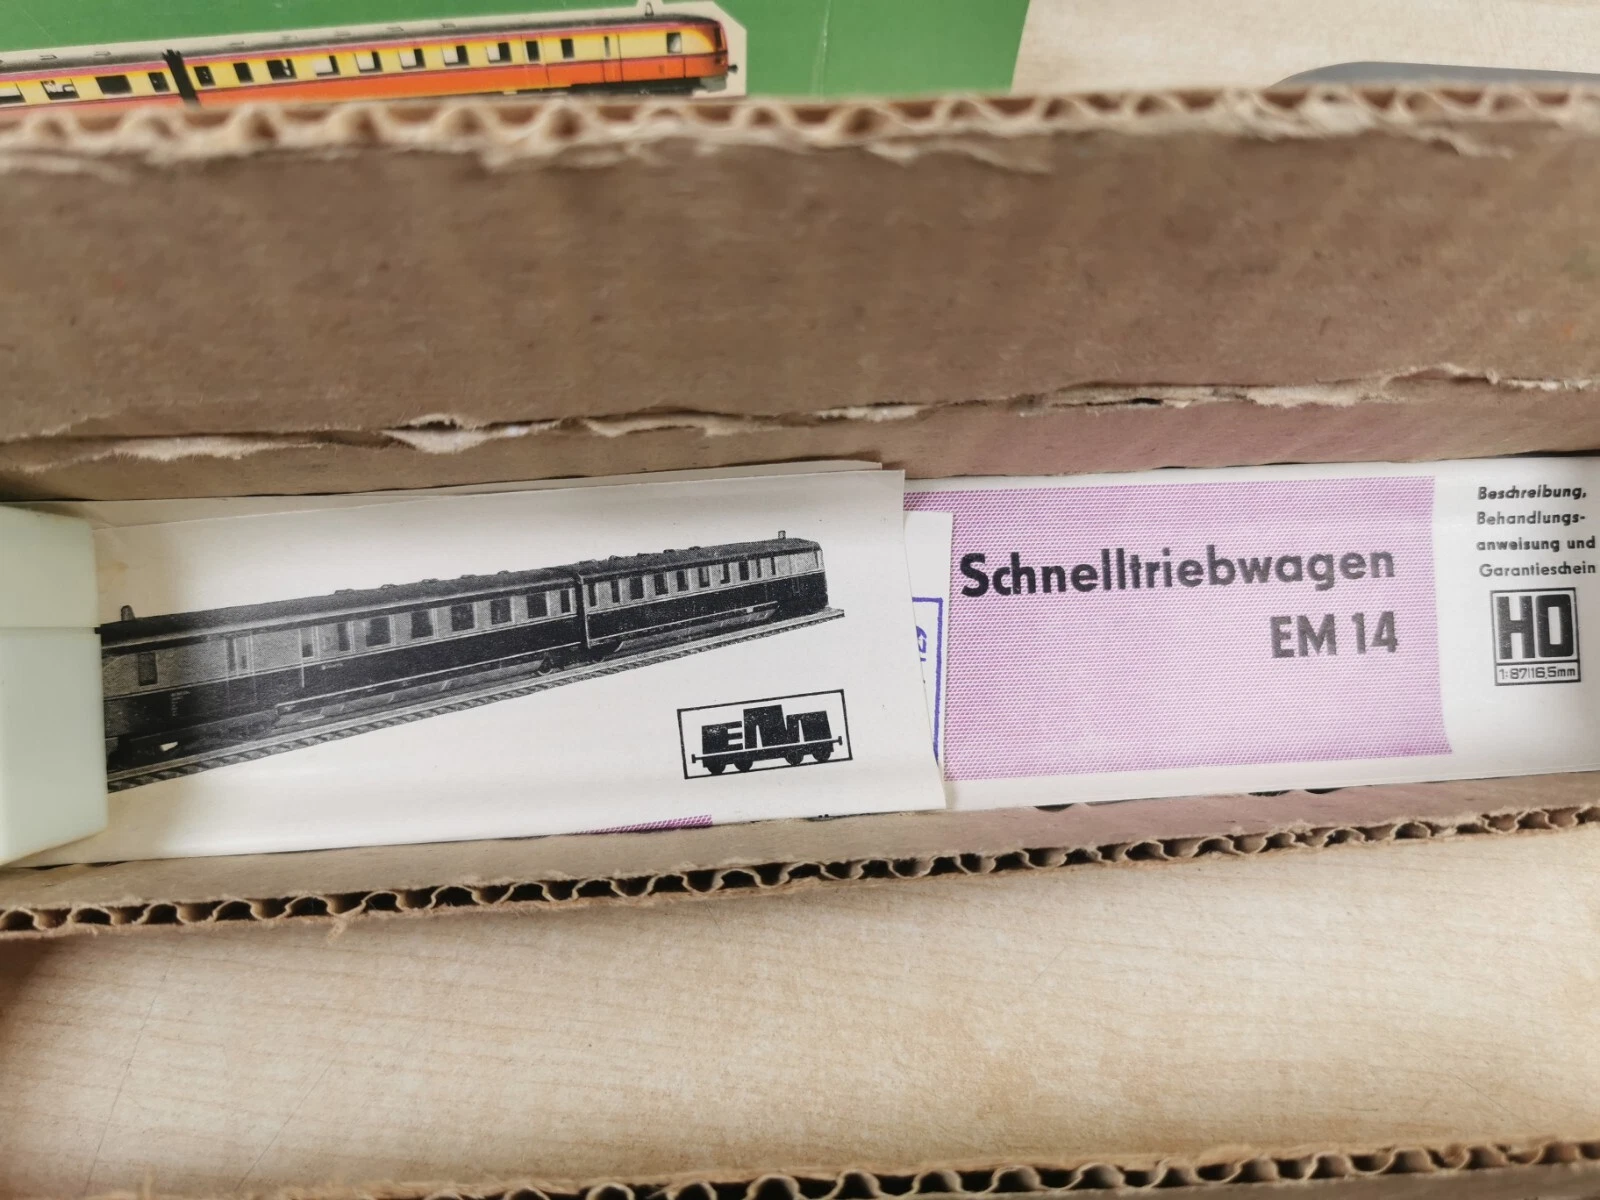 Schnelltriebwagen
EM 14
Beschreibung,
Behandlungs-
anweisung und
Garantieschein
HO
1:87/16,5mm